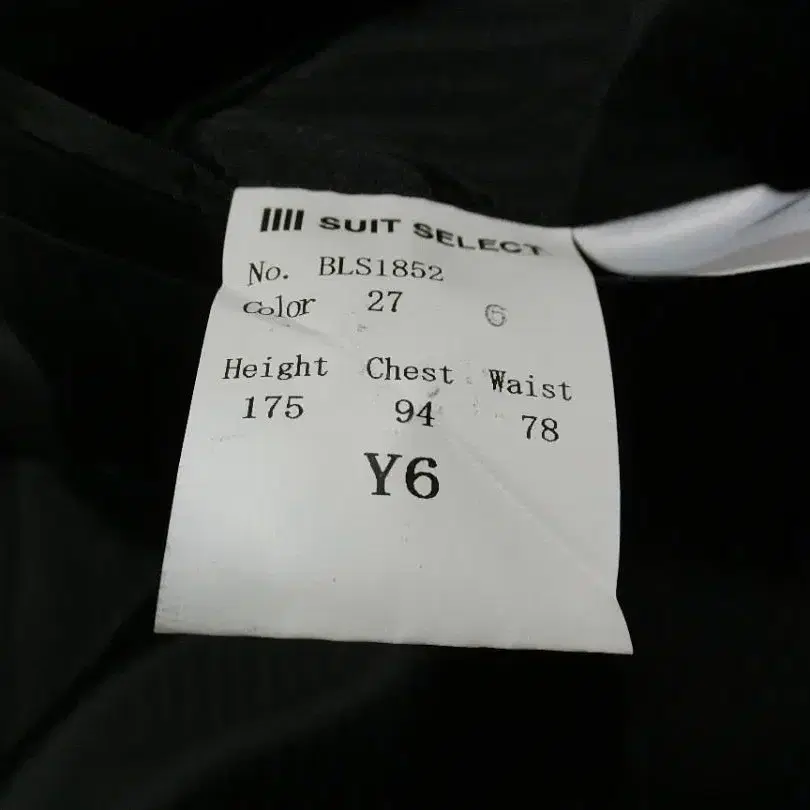 SUIT SELECT
No. BLS1852
color 27 6
Height Chest Waist
175 94 78
Y6